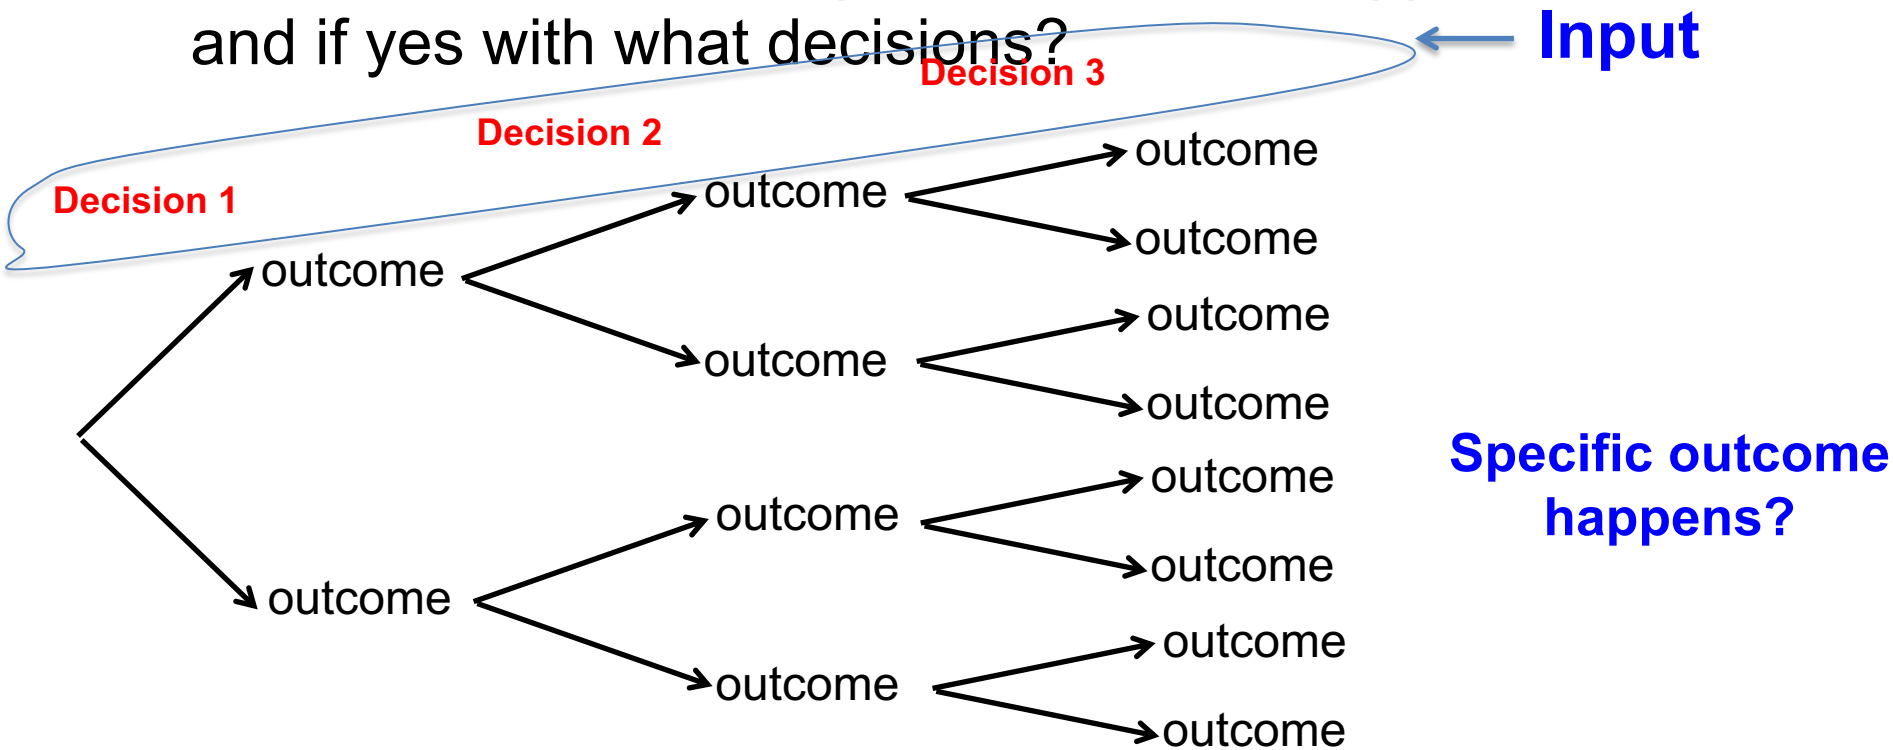 and if yes with what decisions?
Input
Decision 3
Decision 2
Decision 1
outcome
outcome
outcome
outcome
outcome
outcome
outcome
outcome
Specific outcome
happens?
outcome
outcome
outcome
outcome
outcome
outcome